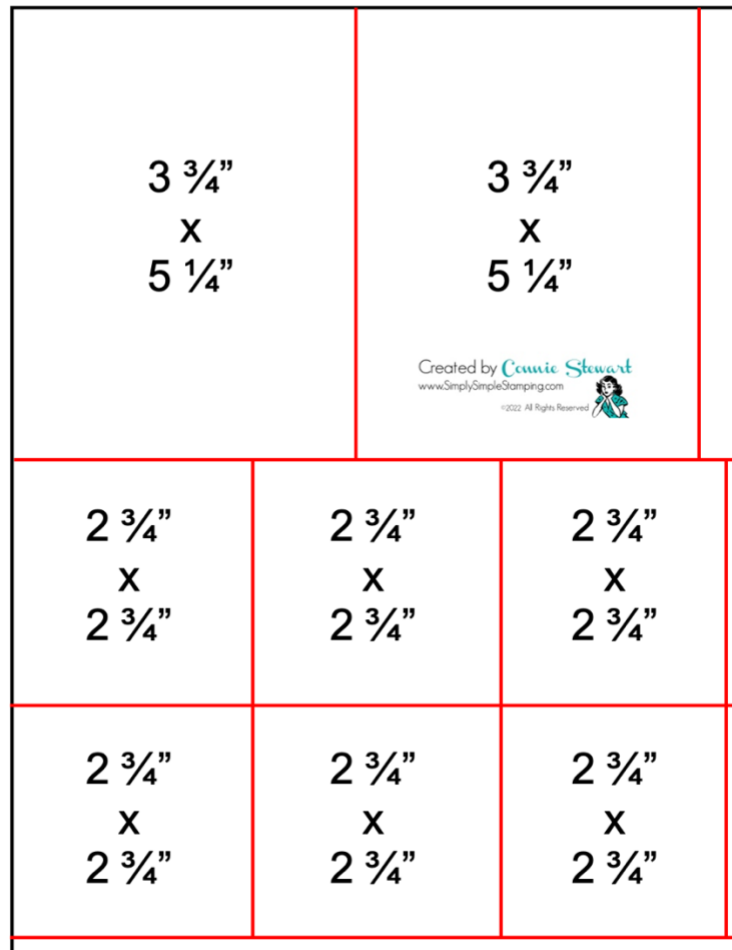 3 ¾”
x
5 ¼”
3 ¾”
x
5 ¼”
Created by Connie Stewart
www.SimplySimpleStamping.com
©2022 All Rights Reserved
2 ¾”
x
2 ¾”
2 ¾”
x
2 ¾”
2 ¾”
x
2 ¾”
2 ¾”
x
2 ¾”
2 ¾”
x
2 ¾”
2 ¾”
x
2 ¾”